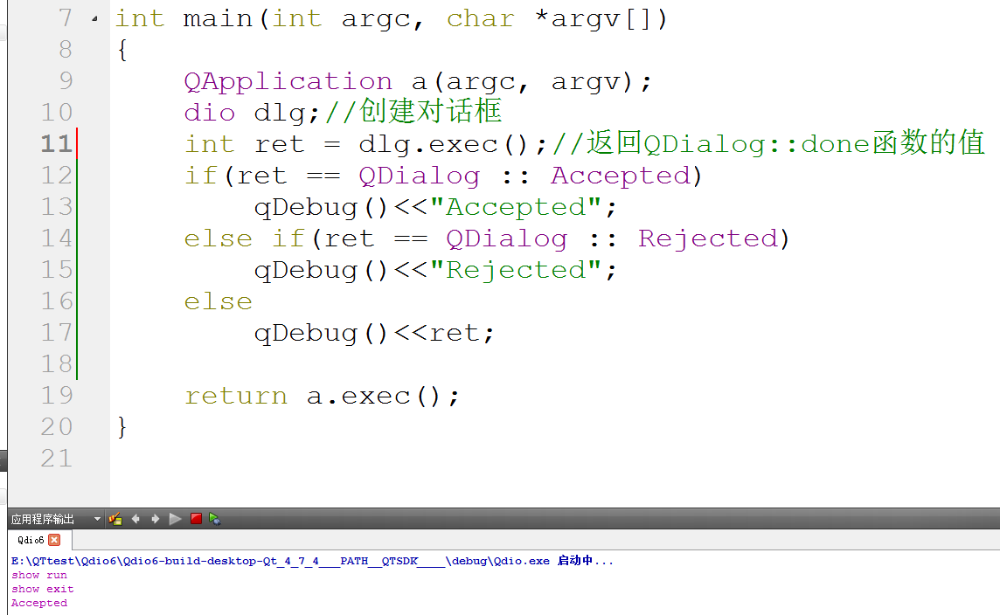 7 int main(int argc, char *argv[])
8 {
9 QApplication a(argc, argv);
10 dio dlg;//创建对话框
11 int ret = dlg.exec();//返回QDialog::done函数的值
12 if(ret == QDialog :: Accepted)
13 qDebug()<<"Accepted";
14 else if(ret == QDialog :: Rejected)
15 qDebug()<<"Rejected";
16 else
17 qDebug()<<ret;
18
19 return a.exec();
20 }
21
应用程序输出
Qdio6
E:\QTtest\Qdio6\Qdio6-build-desktop-Qt_4_7_4___PATH__QTSDK____\debug\Qdio.exe 启动中...
show run
show exit
Accepted